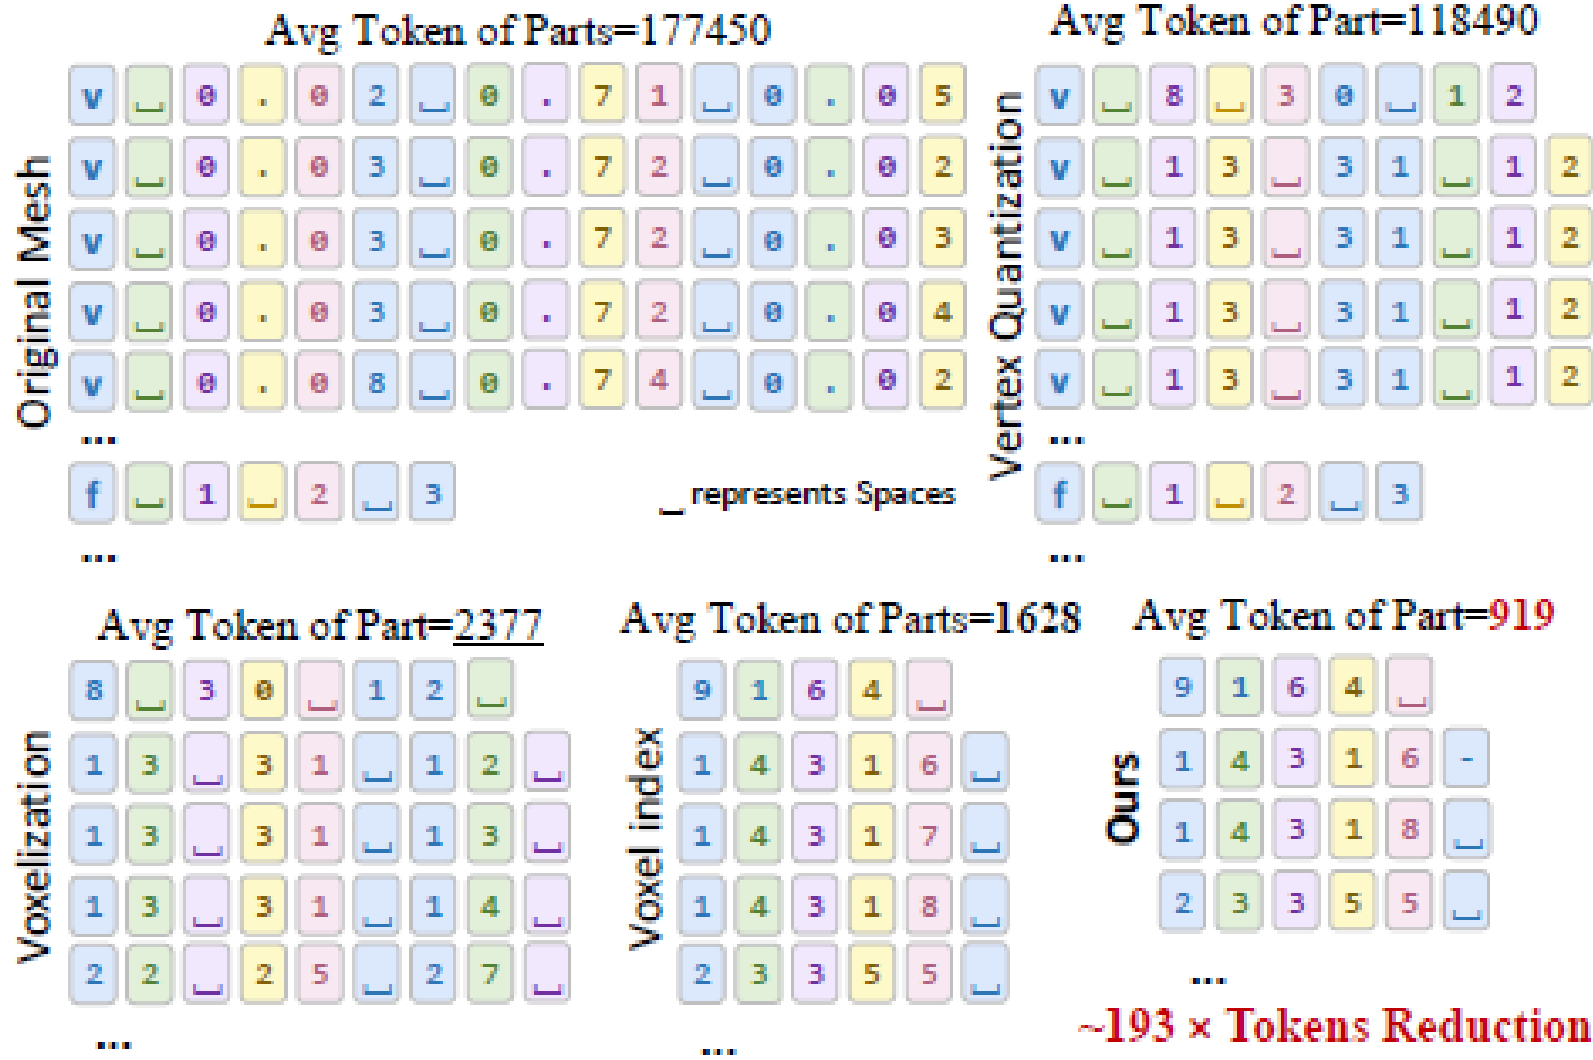 Avg Token of Parts=177450
Original Mesh
v ⎵ 0 . 0 2 ⎵ 0 . 7 1 ⎵ 0 . 0 5
v ⎵ 0 . 0 3 ⎵ 0 . 7 2 ⎵ 0 . 0 2
v ⎵ 0 . 0 3 ⎵ 0 . 7 2 ⎵ 0 . 0 3
v ⎵ 0 . 0 3 ⎵ 0 . 7 2 ⎵ 0 . 0 4
v ⎵ 0 . 0 8 ⎵ 0 . 7 4 ⎵ 0 . 0 2
...
f ⎵ 1 ⎵ 2 ⎵ 3
...
⎵ represents Spaces
Avg Token of Part=118490
Vertex Quantization
v ⎵ 8 ⎵ 3 0 ⎵ 1 2
v ⎵ 1 3 ⎵ 3 1 ⎵ 1 2
v ⎵ 1 3 ⎵ 3 1 ⎵ 1 2
v ⎵ 1 3 ⎵ 3 1 ⎵ 1 2
v ⎵ 1 3 ⎵ 3 1 ⎵ 1 2
...
f ⎵ 1 ⎵ 2 ⎵ 3
...
Avg Token of Part=2377
Voxelization
8 ⎵ 3 0 ⎵ 1 2 ⎵
1 3 ⎵ 3 1 ⎵ 1 2 ⎵
1 3 ⎵ 3 1 ⎵ 1 3 ⎵
1 3 ⎵ 3 1 ⎵ 1 4 ⎵
2 2 ⎵ 2 5 ⎵ 2 7 ⎵
...
Avg Token of Parts=1628
Voxel index
9 1 6 4 ⎵
1 4 3 1 6 ⎵
1 4 3 1 7 ⎵
1 4 3 1 8 ⎵
2 3 3 5 5 ⎵
...
Avg Token of Part=919
Ours
9 1 6 4 ⎵
1 4 3 1 6 -
1 4 3 1 8 ⎵
2 3 3 5 5 ⎵
...
~193 × Tokens Reduction